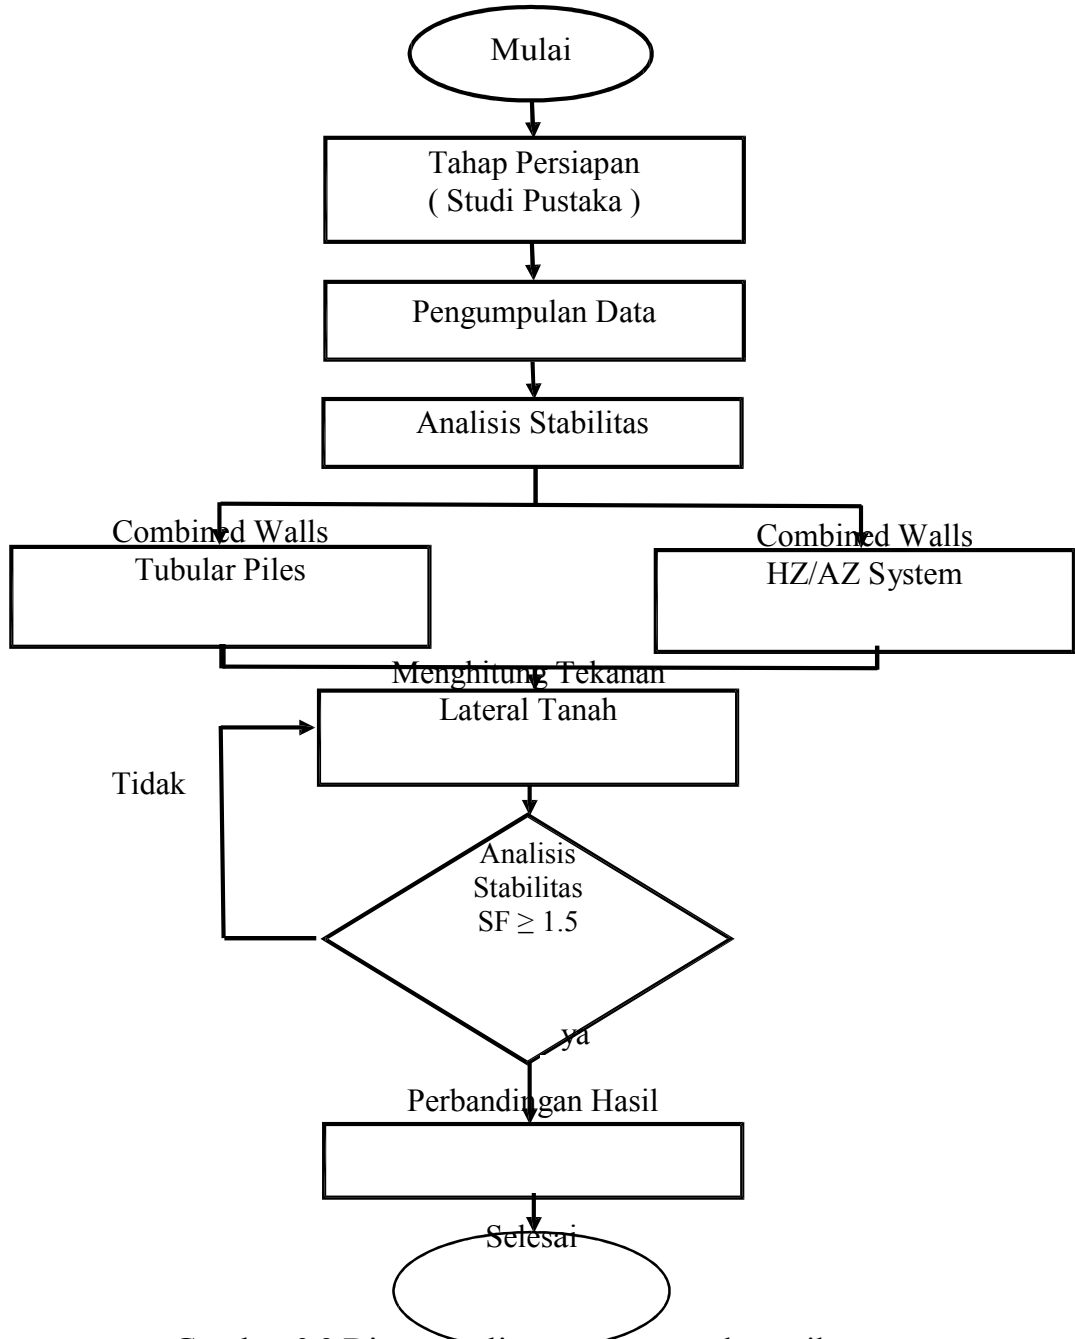 Mulai
Tahap Persiapan
( Studi Pustaka )
Pengumpulan Data
Analisis Stabilitas
Combined Walls
Tubular Piles
Combined Walls
HZ/AZ System
Menghitung Tekanan
Lateral Tanah
Tidak
Analisis
Stabilitas
SF ≥ 1.5
ya
Perbandingan Hasil
Selesai